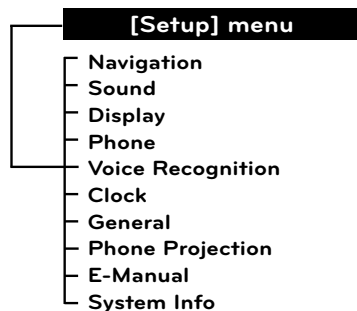 [Setup] menu
Navigation
Sound
Display
Phone
Voice Recognition
Clock
General
Phone Projection
E-Manual
System Info